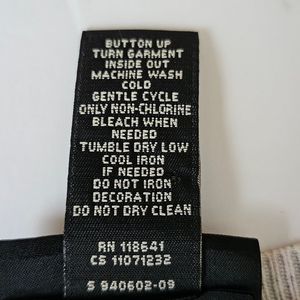 BUTTON UP
TURN GARMENT
INSIDE OUT
MACHINE WASH
COLD
GENTLE CYCLE
ONLY NON-CHLORINE
BLEACH WHEN
NEEDED
TUMBLE DRY LOW
COOL IRON
IF NEEDED
DO NOT IRON
DECORATION
DO NOT DRY CLEAN
RN 118641
CS 11071232
S 940602-09